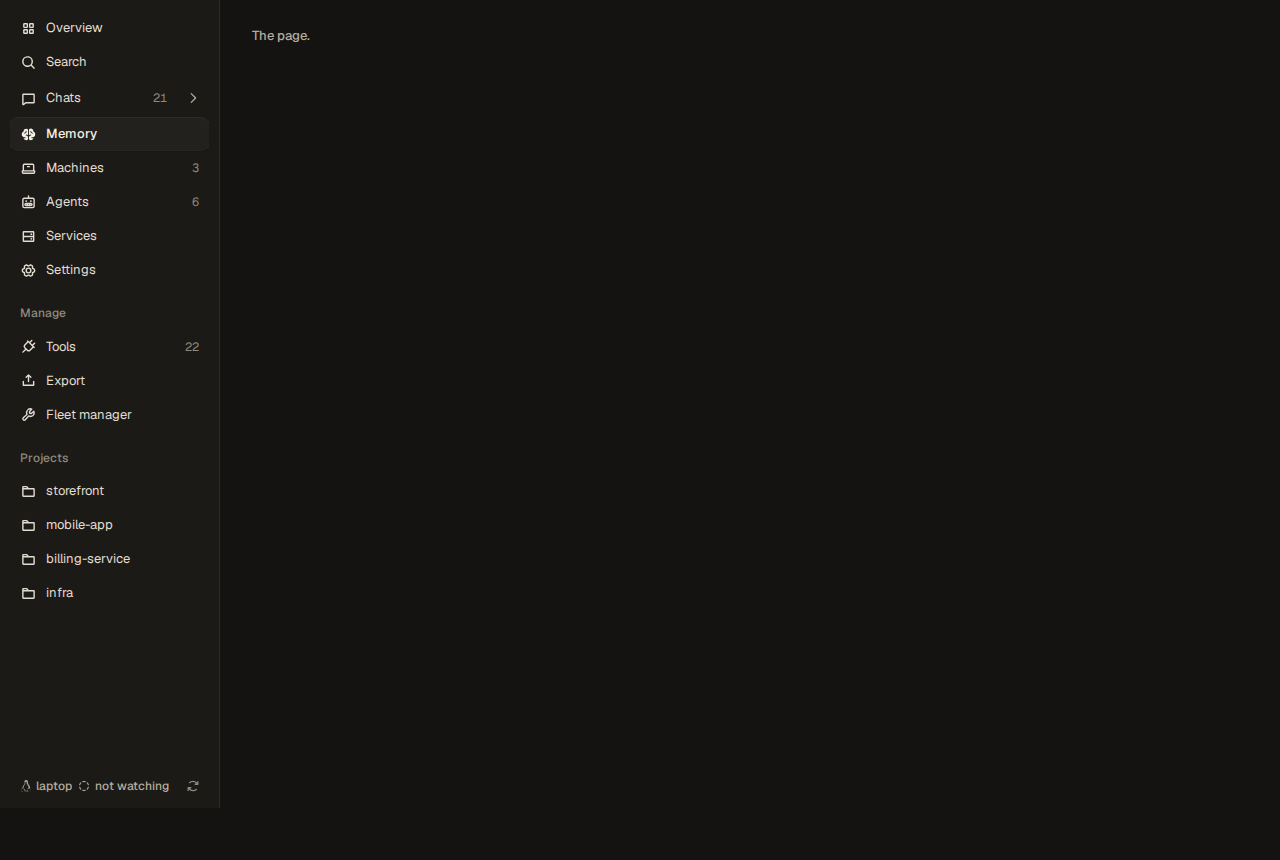 Overview
Search
Chats 21
Memory
Machines 3
Agents 6
Services
Settings
Manage
Tools 22
Export
Fleet manager
Projects
storefront
mobile-app
billing-service
infra
laptop not watching
The page.